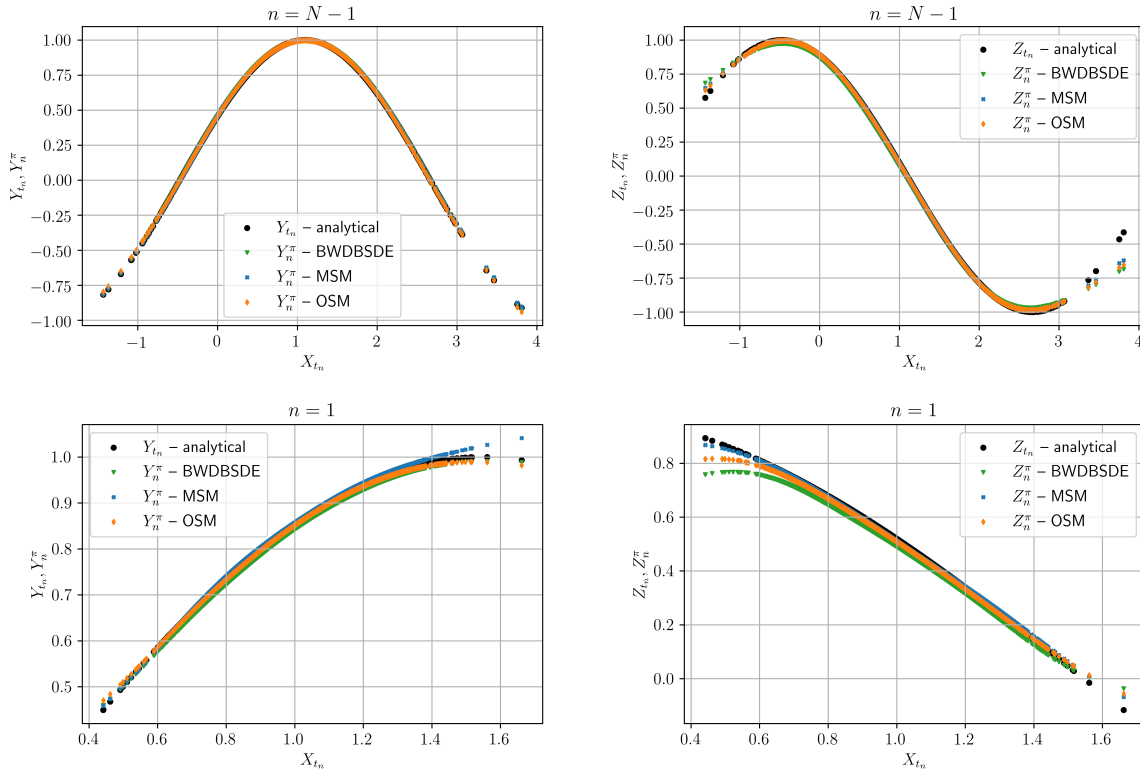 n = N − 1
1.00
0.75
0.50
0.25
0.00
−0.25
−0.50
−0.75
−1.00
Y_{t_n}, Y_n^π
Y_{t_n} – analytical
Y_n^π – BWDBSDE
Y_n^π – MSM
Y_n^π – OSM
−1 0 1 2 3 4
X_{t_n}
n = N − 1
1.00
0.75
0.50
0.25
0.00
−0.25
−0.50
−0.75
−1.00
Z_{t_n}, Z_n^π
Z_{t_n} – analytical
Z_n^π – BWDBSDE
Z_n^π – MSM
Z_n^π – OSM
−1 0 1 2 3 4
X_{t_n}
n = 1
1.0
0.9
0.8
0.7
0.6
0.5
Y_{t_n}, Y_n^π
Y_{t_n} – analytical
Y_n^π – BWDBSDE
Y_n^π – MSM
Y_n^π – OSM
0.4 0.6 0.8 1.0 1.2 1.4 1.6
X_{t_n}
n = 1
0.8
0.6
0.4
0.2
0.0
Z_{t_n}, Z_n^π
Z_{t_n} – analytical
Z_n^π – BWDBSDE
Z_n^π – MSM
Z_n^π – OSM
0.4 0.6 0.8 1.0 1.2 1.4 1.6
X_{t_n}